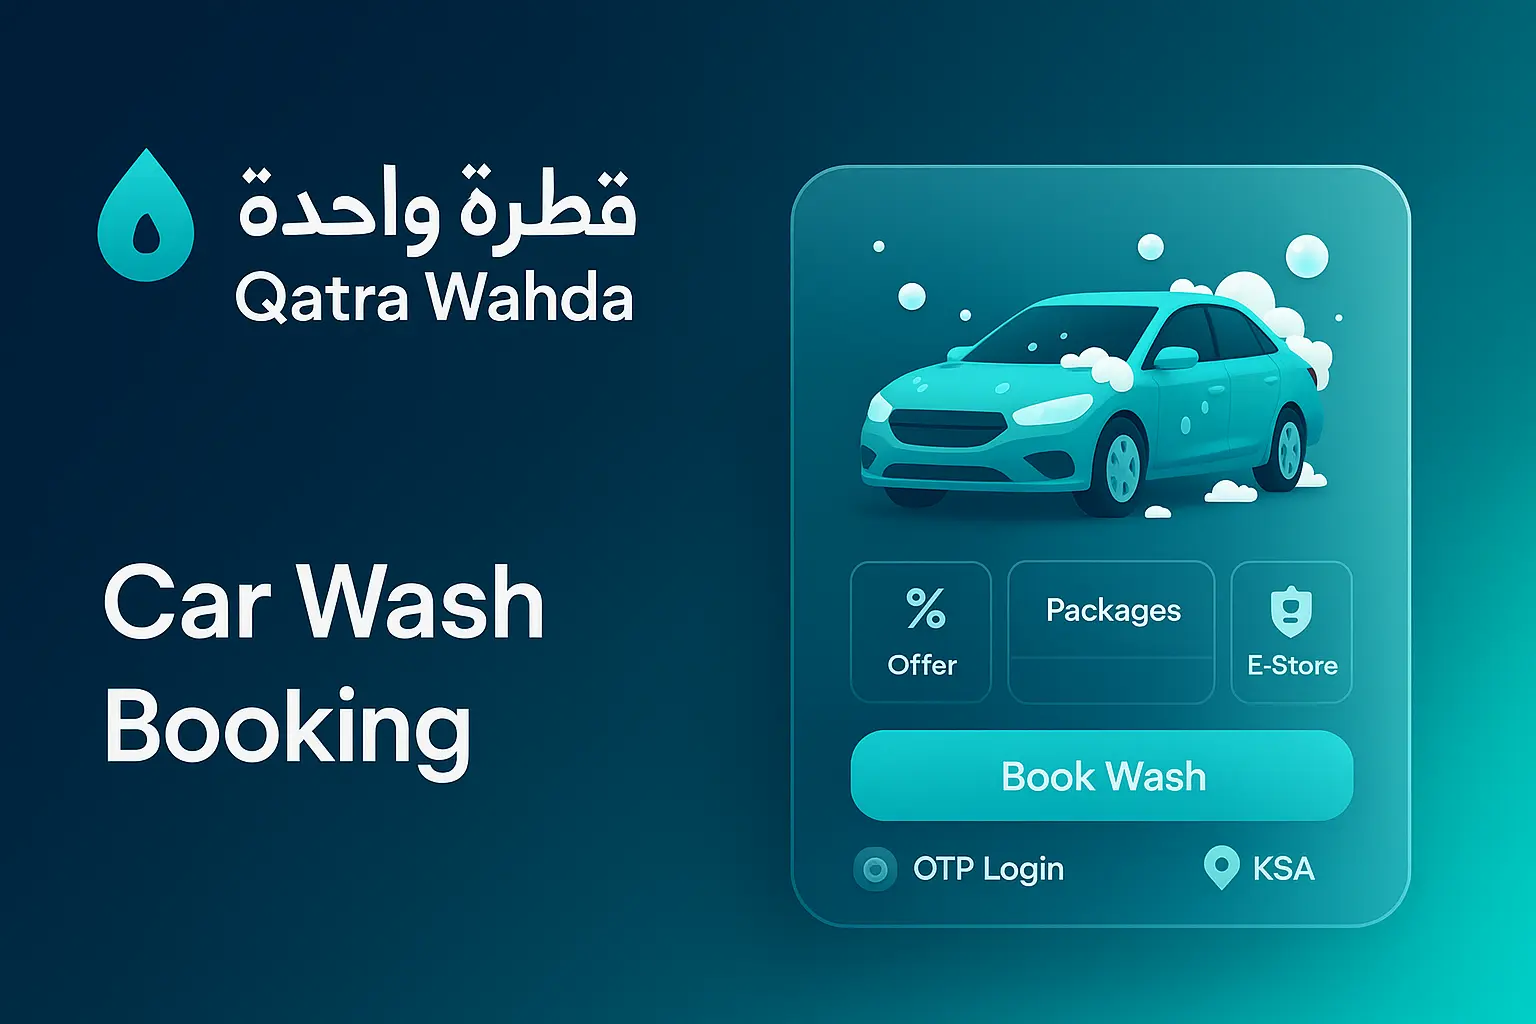 قطرة واحدة
Qatra Wahda
Car Wash
Booking
%
Offer
Packages
E-Store
Book Wash
OTP Login
KSA